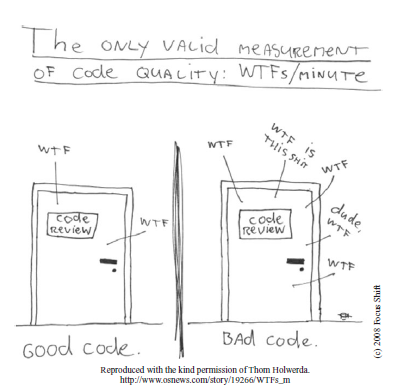 The ONLY VALID MEASUREMENT
OF Code QUALITY: WTFs/MINUTE
WTF
Code
REVIEW
WTF
Good code.
WTF
WTF IS
THIS SHIT
WTF
Code
REVIEW
dude,
WTF
WTF
BAd code.
(c) 2008 Focus Shift
Reproduced with the kind permission of Thom Holwerda.
http://www.osnews.com/story/19266/WTFs_m